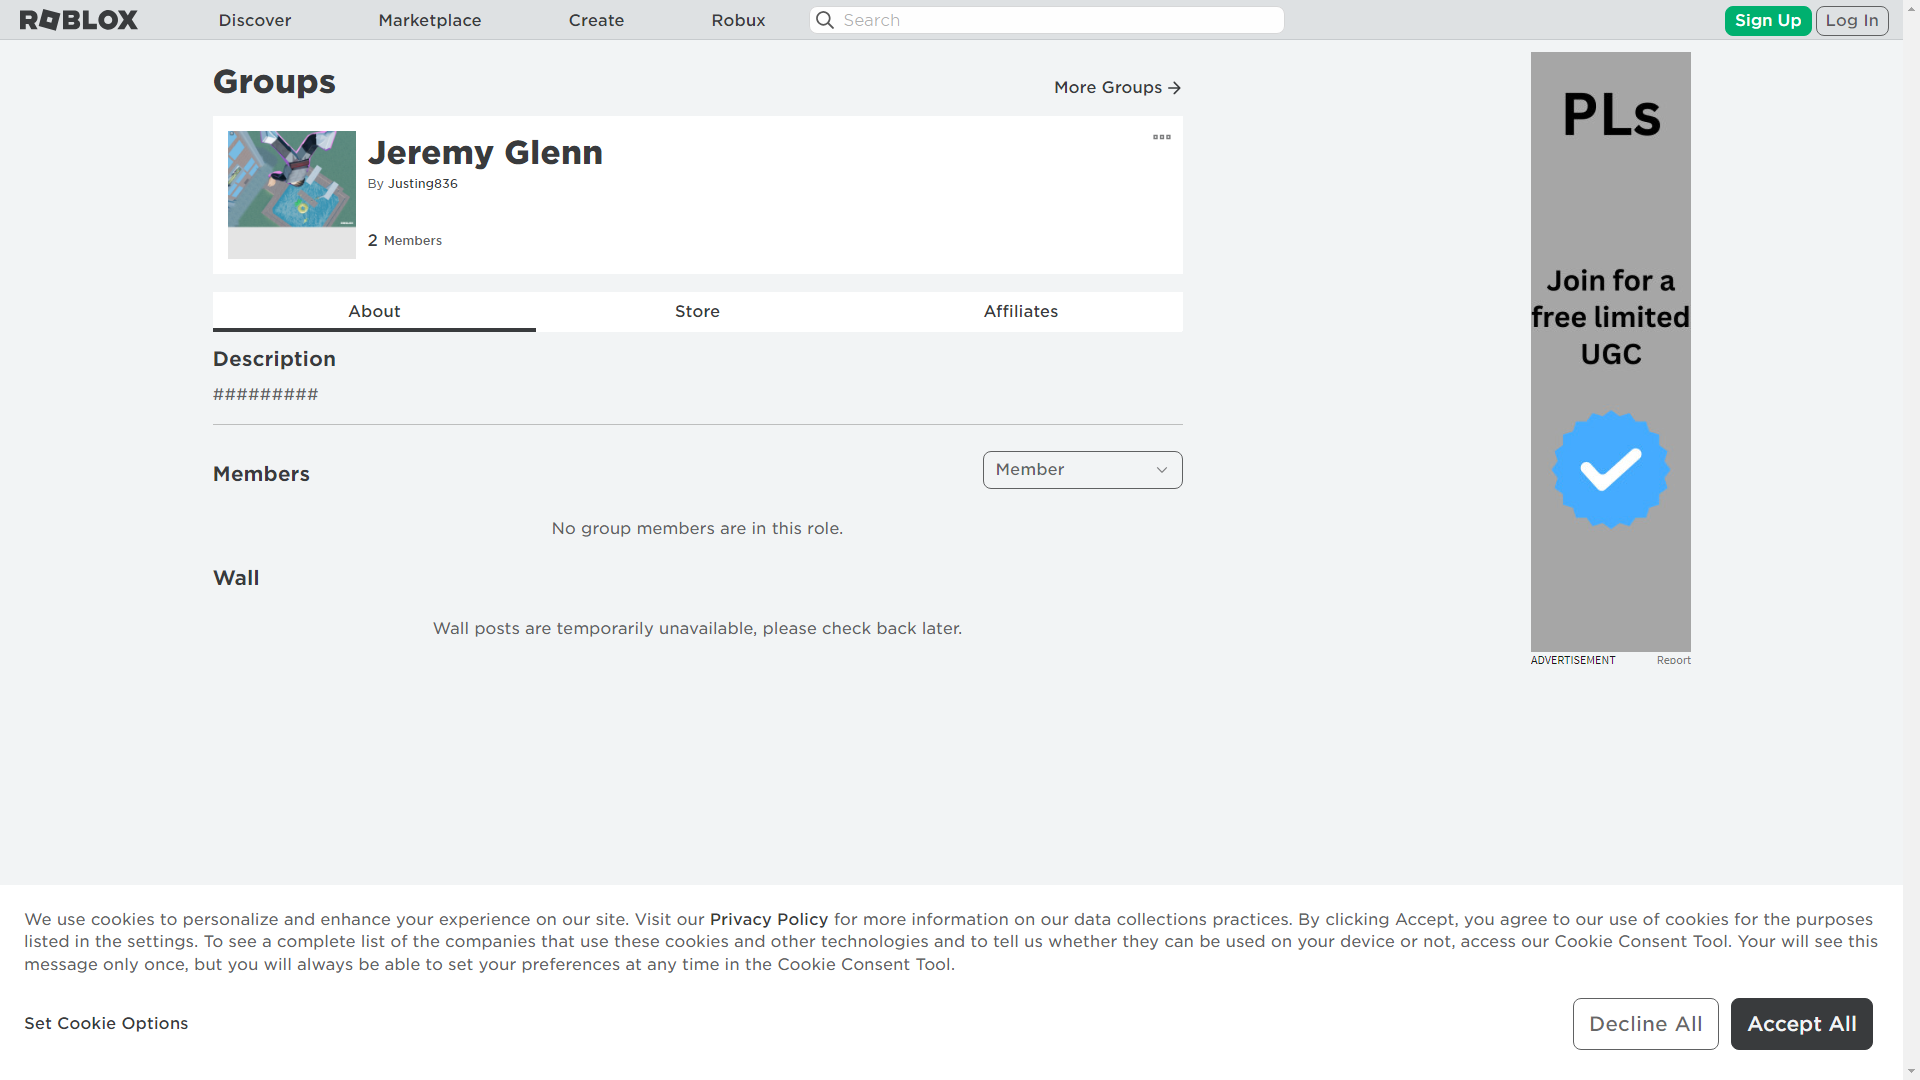 ROBLOX
Discover
Marketplace
Create
Robux
Search
Sign Up
Log In
Groups
More Groups
Jeremy Glenn
By Justing836
2 Members
About
Store
Affiliates
Description
#########
Members
Member
No group members are in this role.
Wall
Wall posts are temporarily unavailable, please check back later.
PLs
Join for a
free limited
UGC
ADVERTISEMENT
Report
We use cookies to personalize and enhance your experience on our site. Visit our Privacy Policy for more information on our data collections practices. By clicking Accept, you agree to our use of cookies for the purposes
listed in the settings. To see a complete list of the companies that use these cookies and other technologies and to tell us whether they can be used on your device or not, access our Cookie Consent Tool. Your will see this
message only once, but you will always be able to set your preferences at any time in the Cookie Consent Tool.
Set Cookie Options
Decline All
Accept All